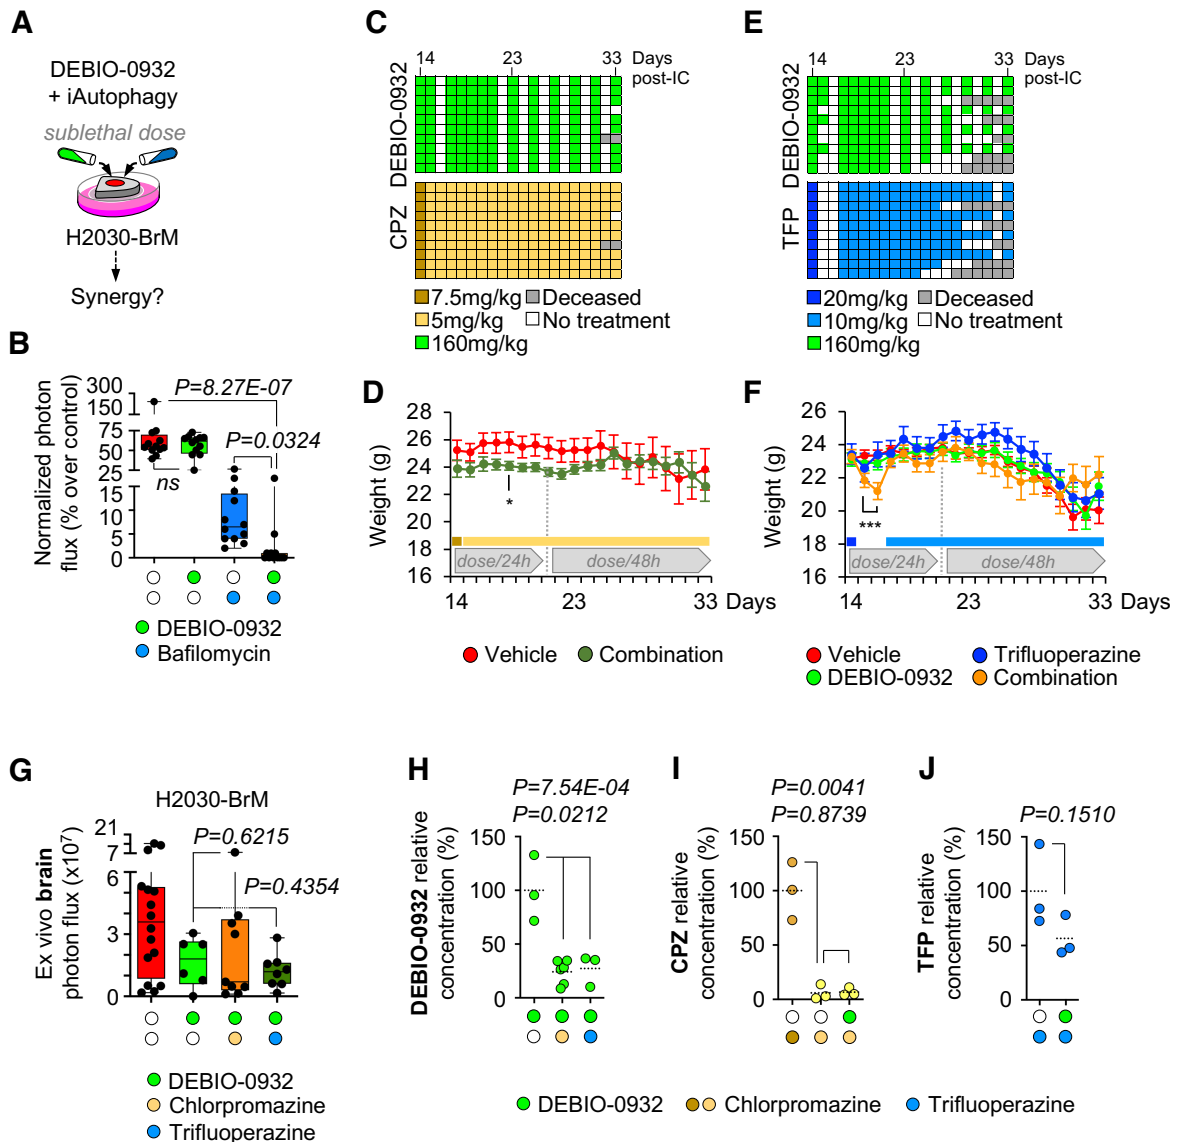 A
DEBIO-0932
+ iAutophagy
sublethal dose
H2030-BrM
Synergy?
B
Normalized photon
flux (% over control)
300
150
75
50
25
15
10
5
0
P=8.27E-07
P=0.0324
ns
DEBIO-0932
Bafilomycin
C
14 23 33 Days
post-IC
DEBIO-0932
CPZ
7.5mg/kg Deceased
5mg/kg No treatment
160mg/kg
D
Weight (g)
28
26
24
22
20
18
16
*
dose/24h dose/48h
14 23 33 Days
Vehicle Combination
E
14 23 33 Days
post-IC
DEBIO-0932
TFP
20mg/kg Deceased
10mg/kg No treatment
160mg/kg
F
Weight (g)
26
24
22
20
18
16
***
dose/24h dose/48h
14 23 33 Days
Vehicle Trifluoperazine
DEBIO-0932 Combination
G
H2030-BrM
Ex vivo brain
photon flux (x10⁷)
21
7
6
3
0
P=0.6215
P=0.4354
DEBIO-0932
Chlorpromazine
Trifluoperazine
H
P=7.54E-04
P=0.0212
DEBIO-0932 relative
concentration (%)
150
100
50
0
I
P=0.0041
P=0.8739
CPZ relative
concentration (%)
150
100
50
0
J
P=0.1510
TFP relative
concentration (%)
150
100
50
0
DEBIO-0932 Chlorpromazine Trifluoperazine